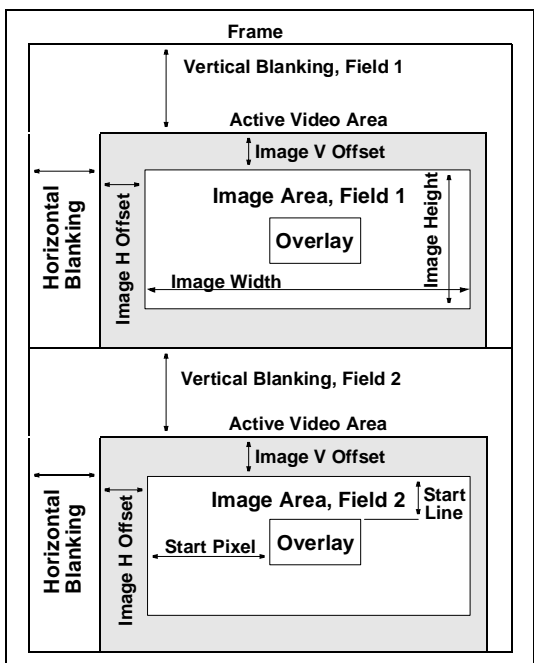 Frame
Vertical Blanking, Field 1
Active Video Area
Image V Offset
Horizontal
Blanking
Image H Offset
Image Area, Field 1
Image Height
Overlay
Image Width
Vertical Blanking, Field 2
Active Video Area
Image V Offset
Horizontal
Blanking
Image H Offset
Image Area, Field 2
Start
Line
Overlay
Start Pixel